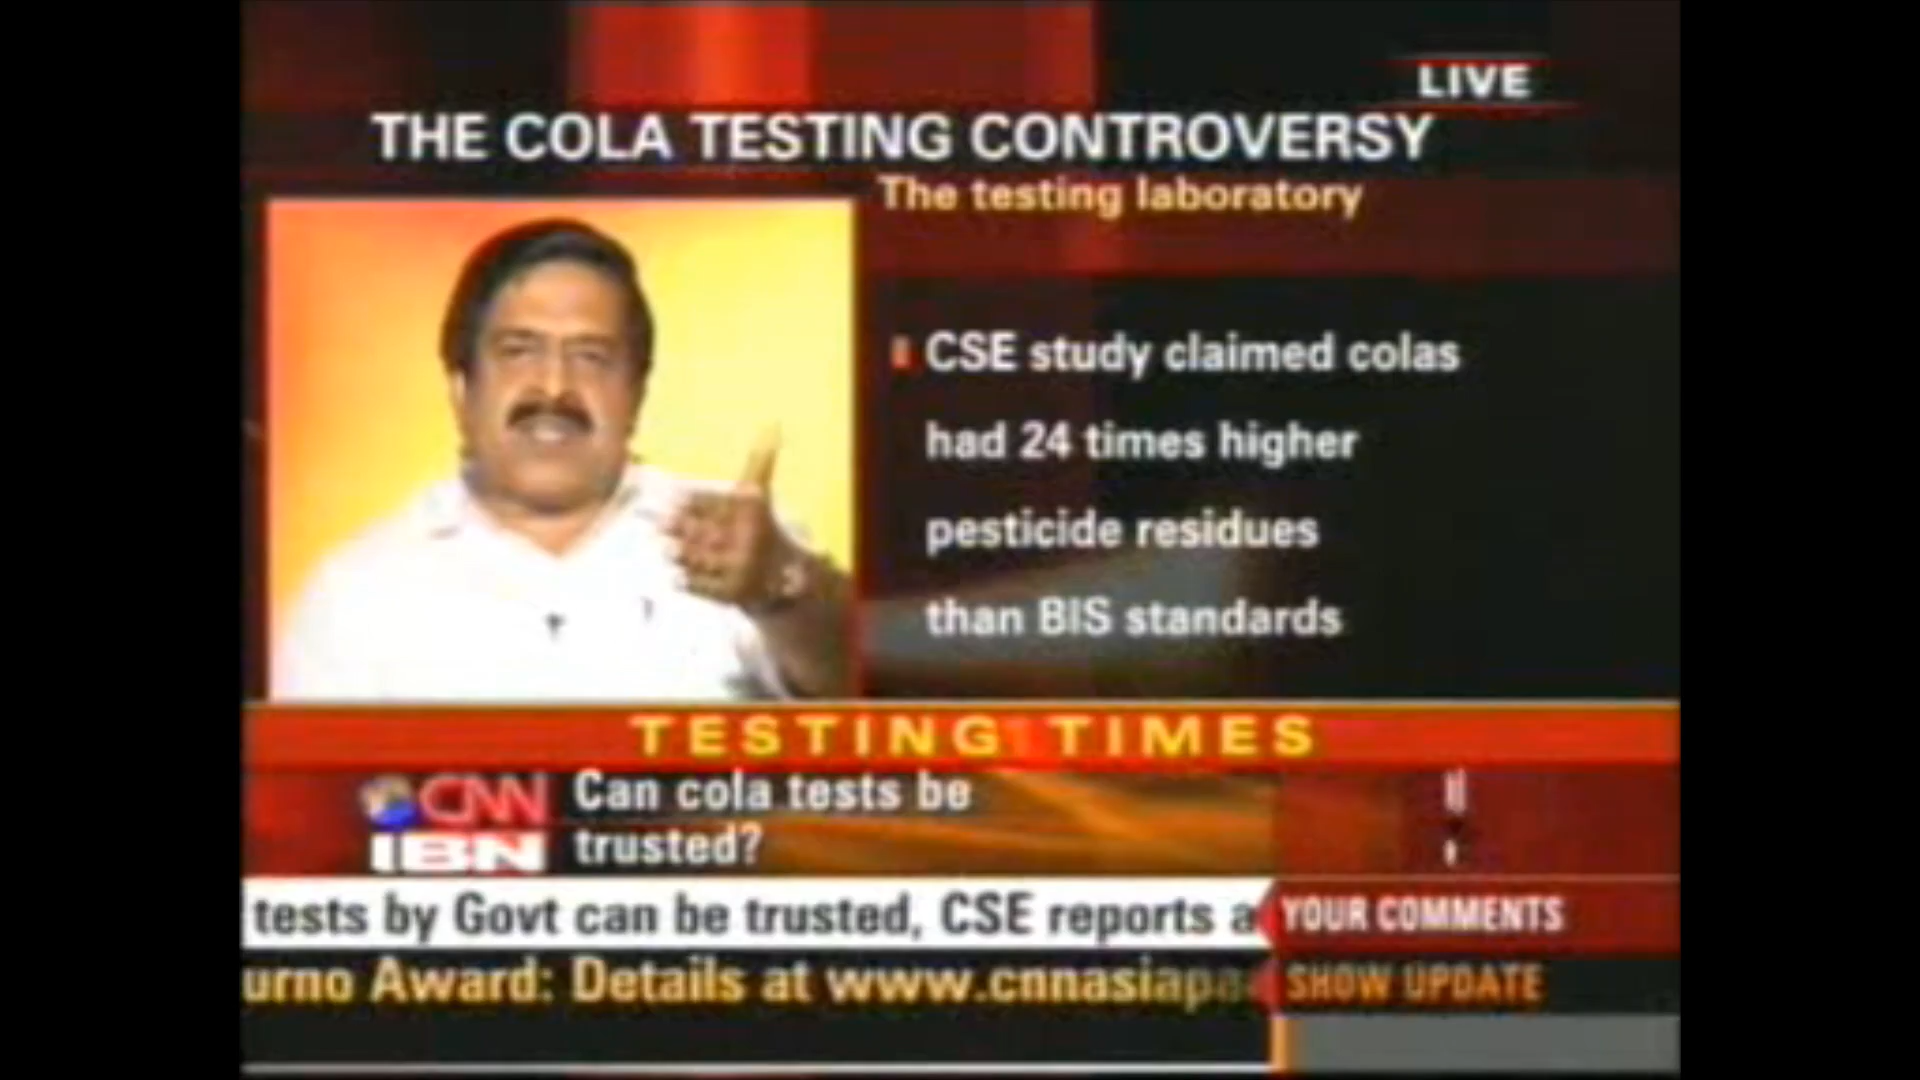 LIVE
THE COLA TESTING CONTROVERSY
The testing laboratory
CSE study claimed colas
had 24 times higher
pesticide residues
than BIS standards
TESTING TIMES
CNN
IBN
Can cola tests be
trusted?
tests by Govt can be trusted, CSE reports a
YOUR COMMENTS
urno Award: Details at www.cnnasiapa
SHOW UPDATE